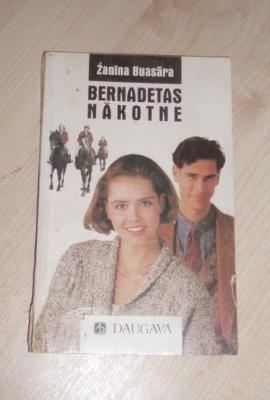 Žanīna Buasāra
BERNADETAS
NĀKOTNE
DAUGAVA